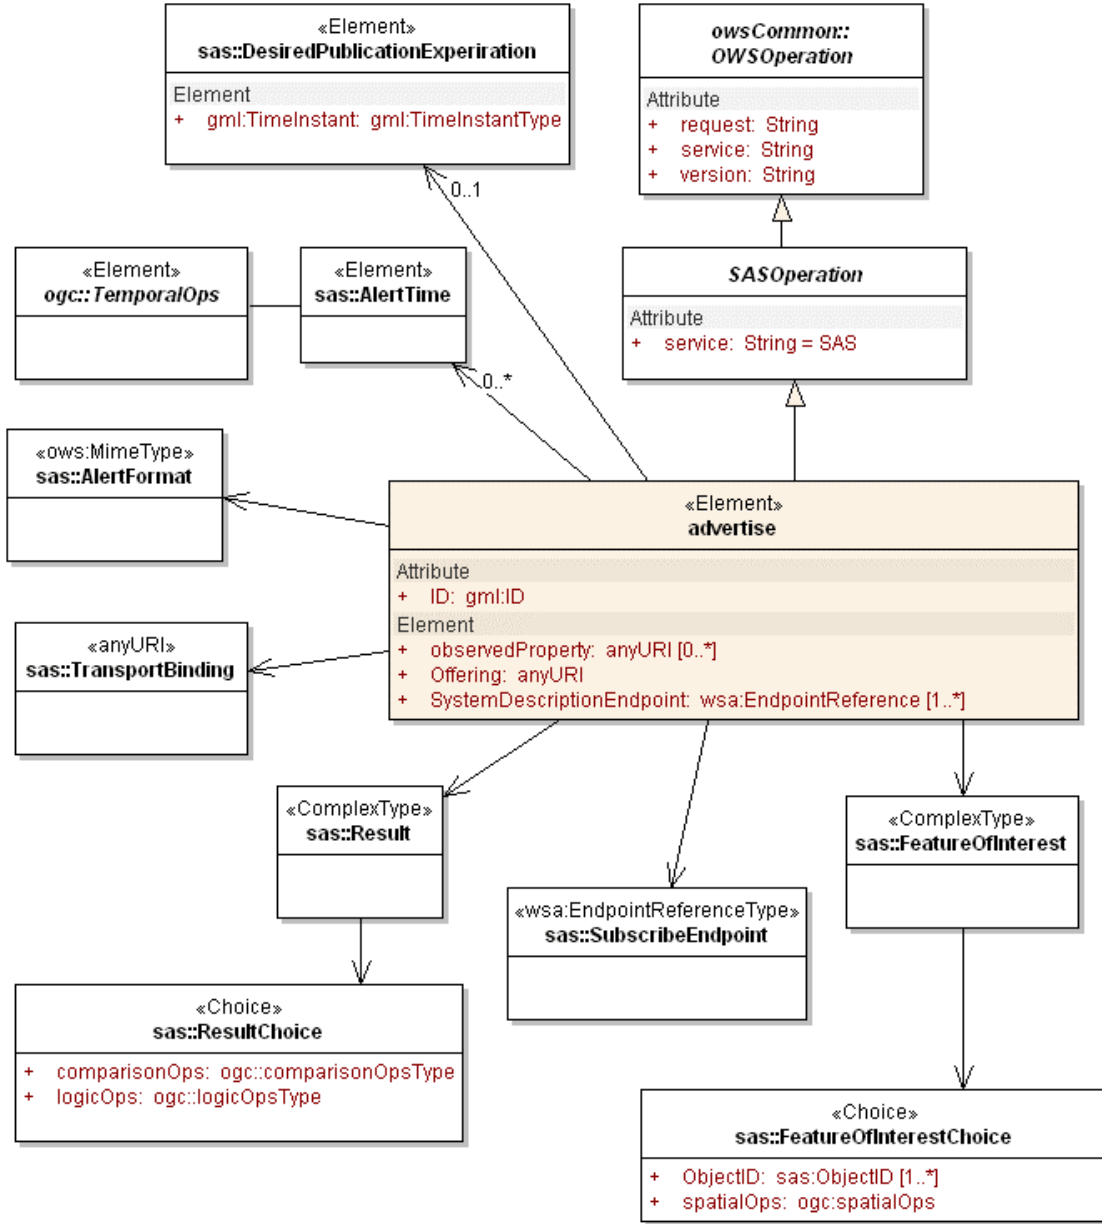 «Element»
sas::DesiredPublicationExperiration
Element
+ gml:TimeInstant: gml:TimeInstantType
owsCommon::
OWSOperation
Attribute
+ request: String
+ service: String
+ version: String
0..1
«Element»
ogc::TemporalOps
«Element»
sas::AlertTime
SASOperation
Attribute
+ service: String = SAS
0..*
«ows:MimeType»
sas::AlertFormat
«Element»
advertise
Attribute
+ ID: gml:ID
Element
+ observedProperty: anyURI [0..*]
+ Offering: anyURI
+ SystemDescriptionEndpoint: wsa:EndpointReference [1..*]
«anyURI»
sas::TransportBinding
«ComplexType»
sas::Result
«ComplexType»
sas::FeatureOfInterest
«wsa:EndpointReferenceType»
sas::SubscribeEndpoint
«Choice»
sas::ResultChoice
+ comparisonOps: ogc::comparisonOpsType
+ logicOps: ogc::logicOpsType
«Choice»
sas::FeatureOfInterestChoice
+ ObjectID: sas:ObjectID [1..*]
+ spatialOps: ogc:spatialOps